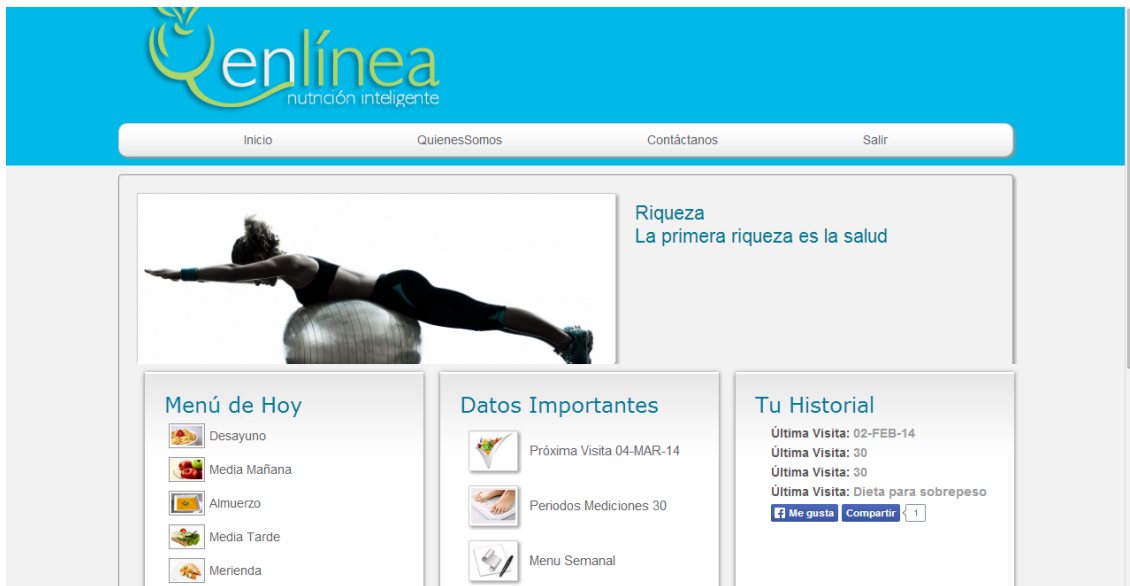 enlínea
nutrición inteligente
Inicio
QuienesSomos
Contáctanos
Salir
Riqueza
La primera riqueza es la salud
Menú de Hoy
Desayuno
Media Mañana
Almuerzo
Media Tarde
Merienda
Datos Importantes
Próxima Visita 04-MAR-14
Periodos Mediciones 30
Menu Semanal
Tu Historial
Última Visita: 02-FEB-14
Última Visita: 30
Última Visita: 30
Última Visita: Dieta para sobrepeso
Me gusta Compartir 1